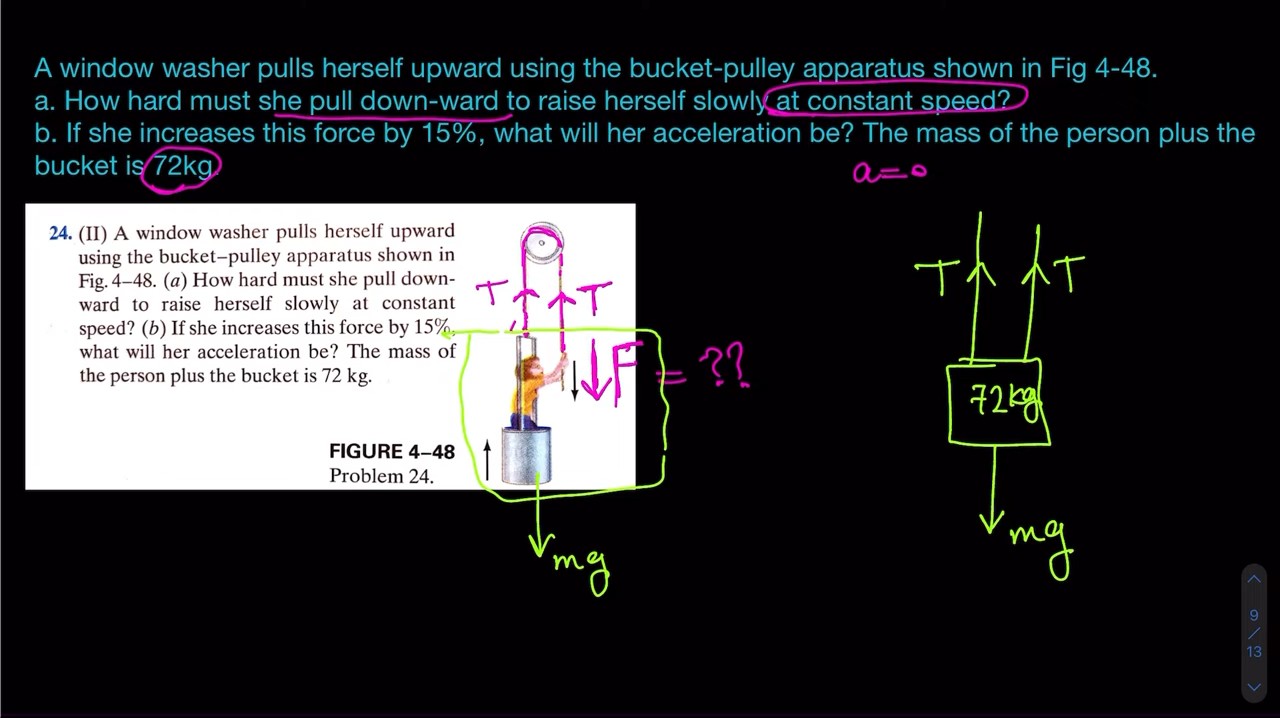 A window washer pulls herself upward using the bucket-pulley apparatus shown in Fig 4-48.
a. How hard must she pull down-ward to raise herself slowly at constant speed?
b. If she increases this force by 15%, what will her acceleration be? The mass of the person plus the
bucket is 72kg
a=0
24. (II) A window washer pulls herself upward
using the bucket–pulley apparatus shown in
Fig. 4–48. (a) How hard must she pull down-
ward to raise herself slowly at constant
speed? (b) If she increases this force by 15%,
what will her acceleration be? The mass of
the person plus the bucket is 72 kg.
FIGURE 4–48
Problem 24.
T T
F = ??
mg
T T
72kg
mg
9
/
13